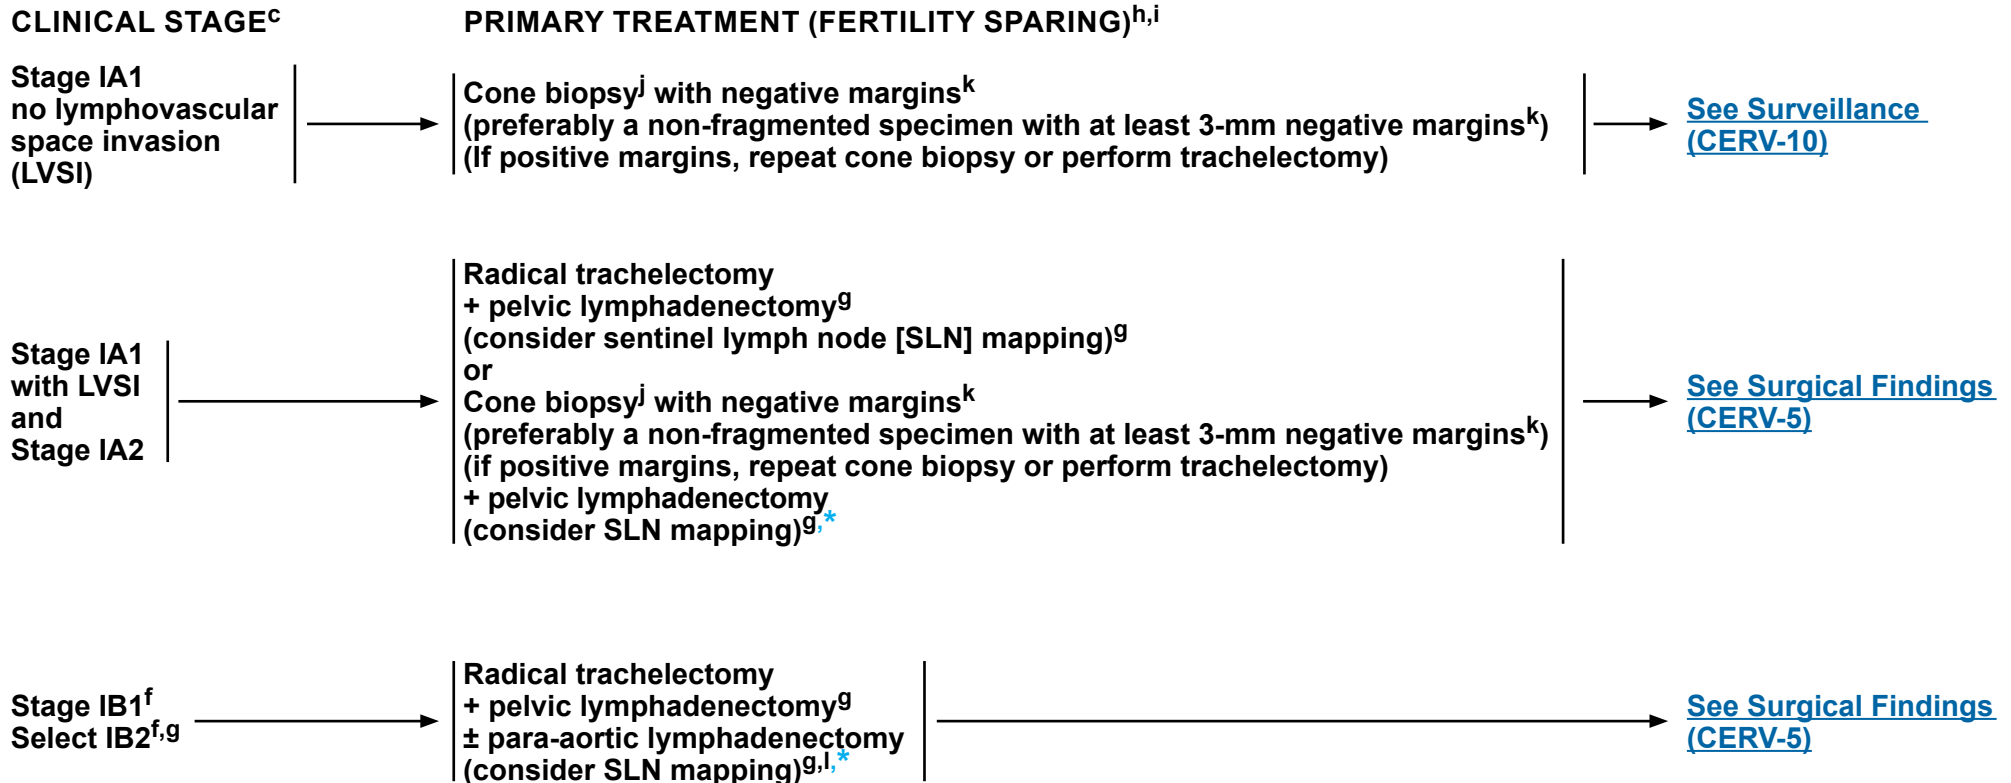 CLINICAL STAGEc PRIMARY TREATMENT (FERTILITY SPARING)h,i
Stage IA1
no lymphovascular
space invasion
(LVSI)
Cone biopsyj with negative marginsk
(preferably a non-fragmented specimen with at least 3-mm negative marginsk)
(If positive margins, repeat cone biopsy or perform trachelectomy)
See Surveillance
(CERV-10)
Stage IA1
with LVSI
and
Stage IA2
Radical trachelectomy
+ pelvic lymphadenectomyg
(consider sentinel lymph node [SLN] mapping)g
or
Cone biopsyj with negative marginsk
(preferably a non-fragmented specimen with at least 3-mm negative marginsk)
(if positive margins, repeat cone biopsy or perform trachelectomy)
+ pelvic lymphadenectomy
(consider SLN mapping)g,*
See Surgical Findings
(CERV-5)
Stage IB1f
Select IB2f,g
Radical trachelectomy
+ pelvic lymphadenectomyg
± para-aortic lymphadenectomy
(consider SLN mapping)g,l,*
See Surgical Findings
(CERV-5)